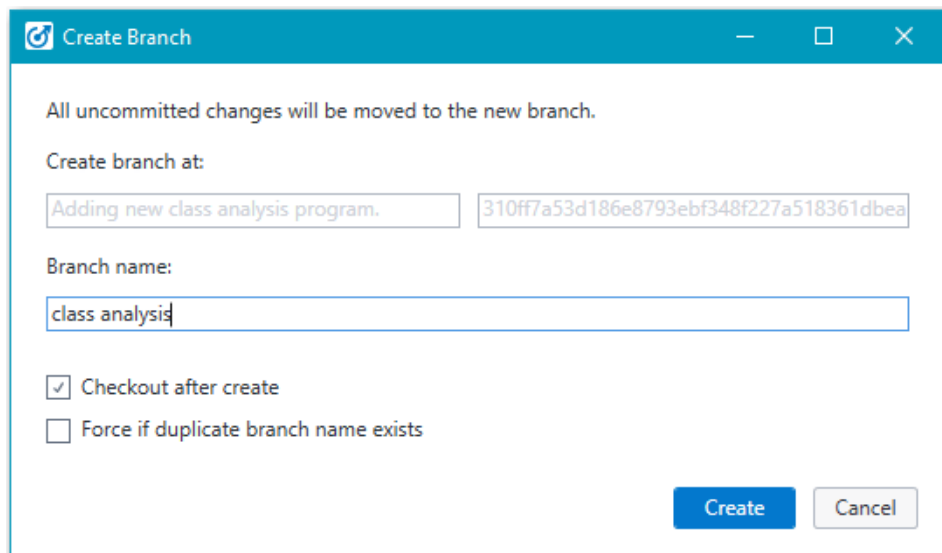 Create Branch
All uncommitted changes will be moved to the new branch.
Create branch at:
Adding new class analysis program. 310ff7a53d186e8793ebf348f227a518361dbea
Branch name:
class analysis
Checkout after create
Force if duplicate branch name exists
Create Cancel